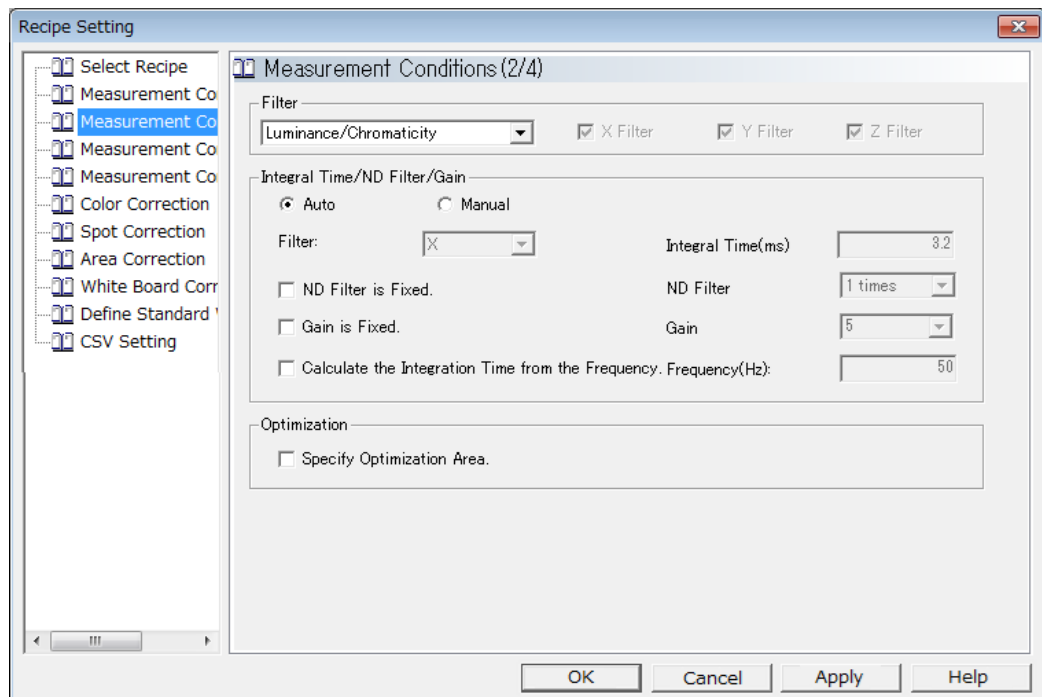 Recipe Setting
Select Recipe
Measurement Co
Measurement Co
Measurement Co
Measurement Co
Color Correction
Spot Correction
Area Correction
White Board Corr
Define Standard
CSV Setting
Measurement Conditions(2/4)
Filter
Luminance/Chromaticity X Filter Y Filter Z Filter
Integral Time/ND Filter/Gain
Auto Manual
Filter: X Integral Time(ms) 3.2
ND Filter is Fixed. ND Filter 1 times
Gain is Fixed. Gain 5
Calculate the Integration Time from the Frequency. Frequency(Hz): 50
Optimization
Specify Optimization Area.
OK Cancel Apply Help